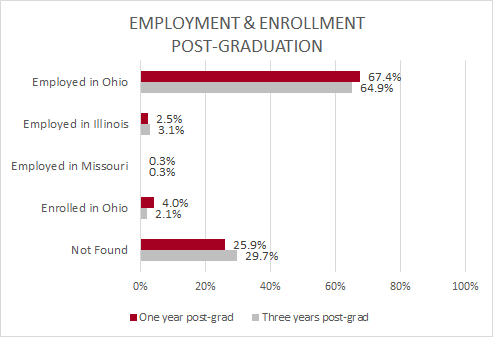 EMPLOYMENT & ENROLLMENT
POST-GRADUATION
Employed in Ohio
67.4%
64.9%
Employed in Illinois
2.5%
3.1%
Employed in Missouri
0.3%
0.3%
Enrolled in Ohio
4.0%
2.1%
Not Found
25.9%
29.7%
0% 20% 40% 60% 80% 100%
One year post-grad Three years post-grad